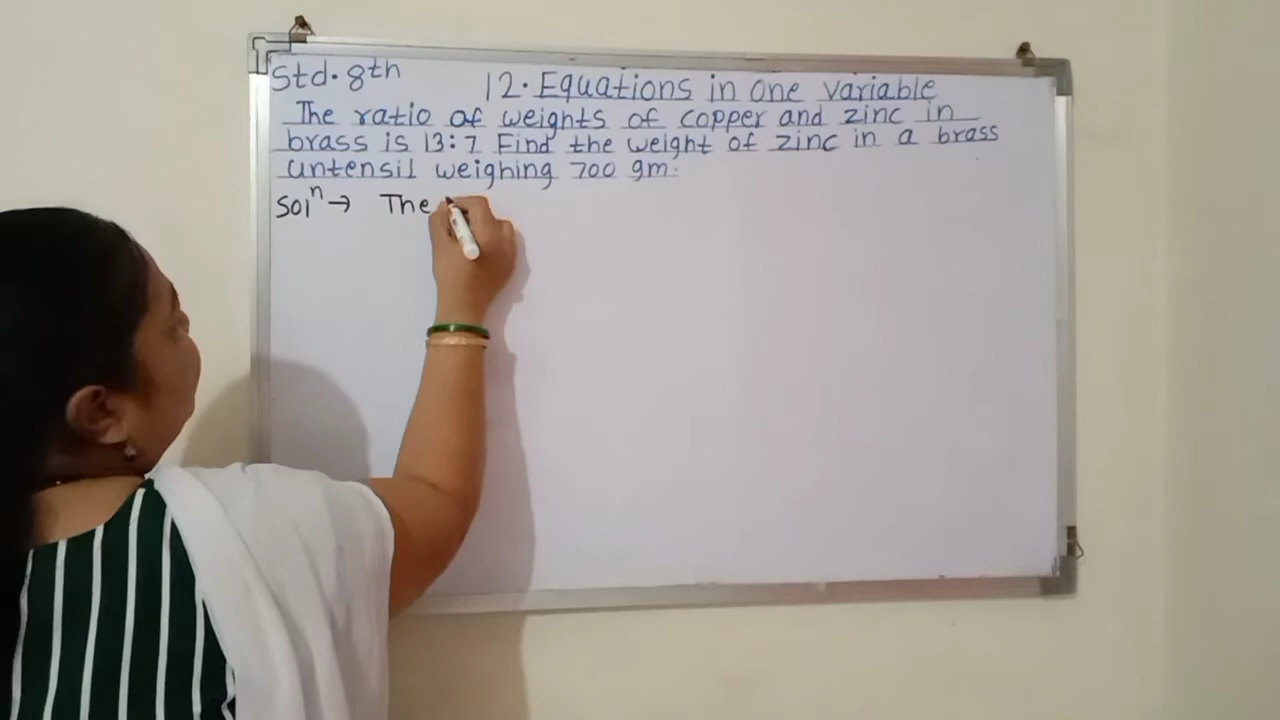 Std. 8th
12. Equations in one variable
The ratio of weights of copper and zinc in
brass is 13:7 Find the weight of zinc in a brass
untensil weighing 700 gm.
Solⁿ → The